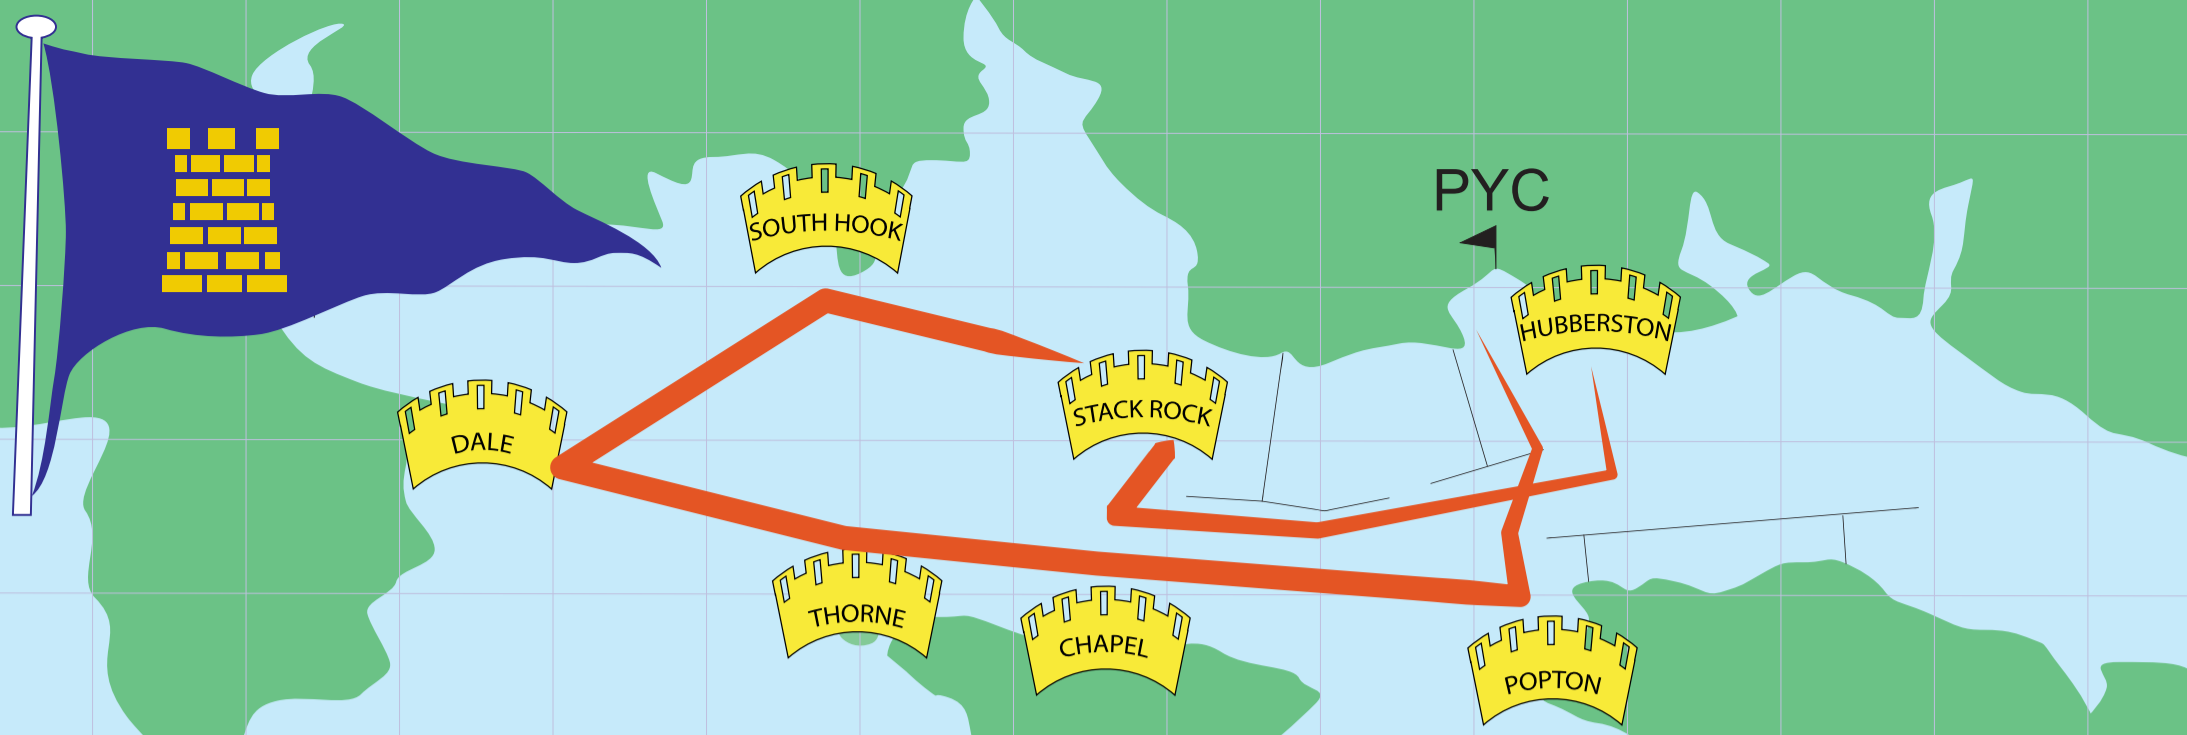 PYC
SOUTH HOOK
HUBBERSTON
STACK ROCK
DALE
THORNE
CHAPEL
POPTON